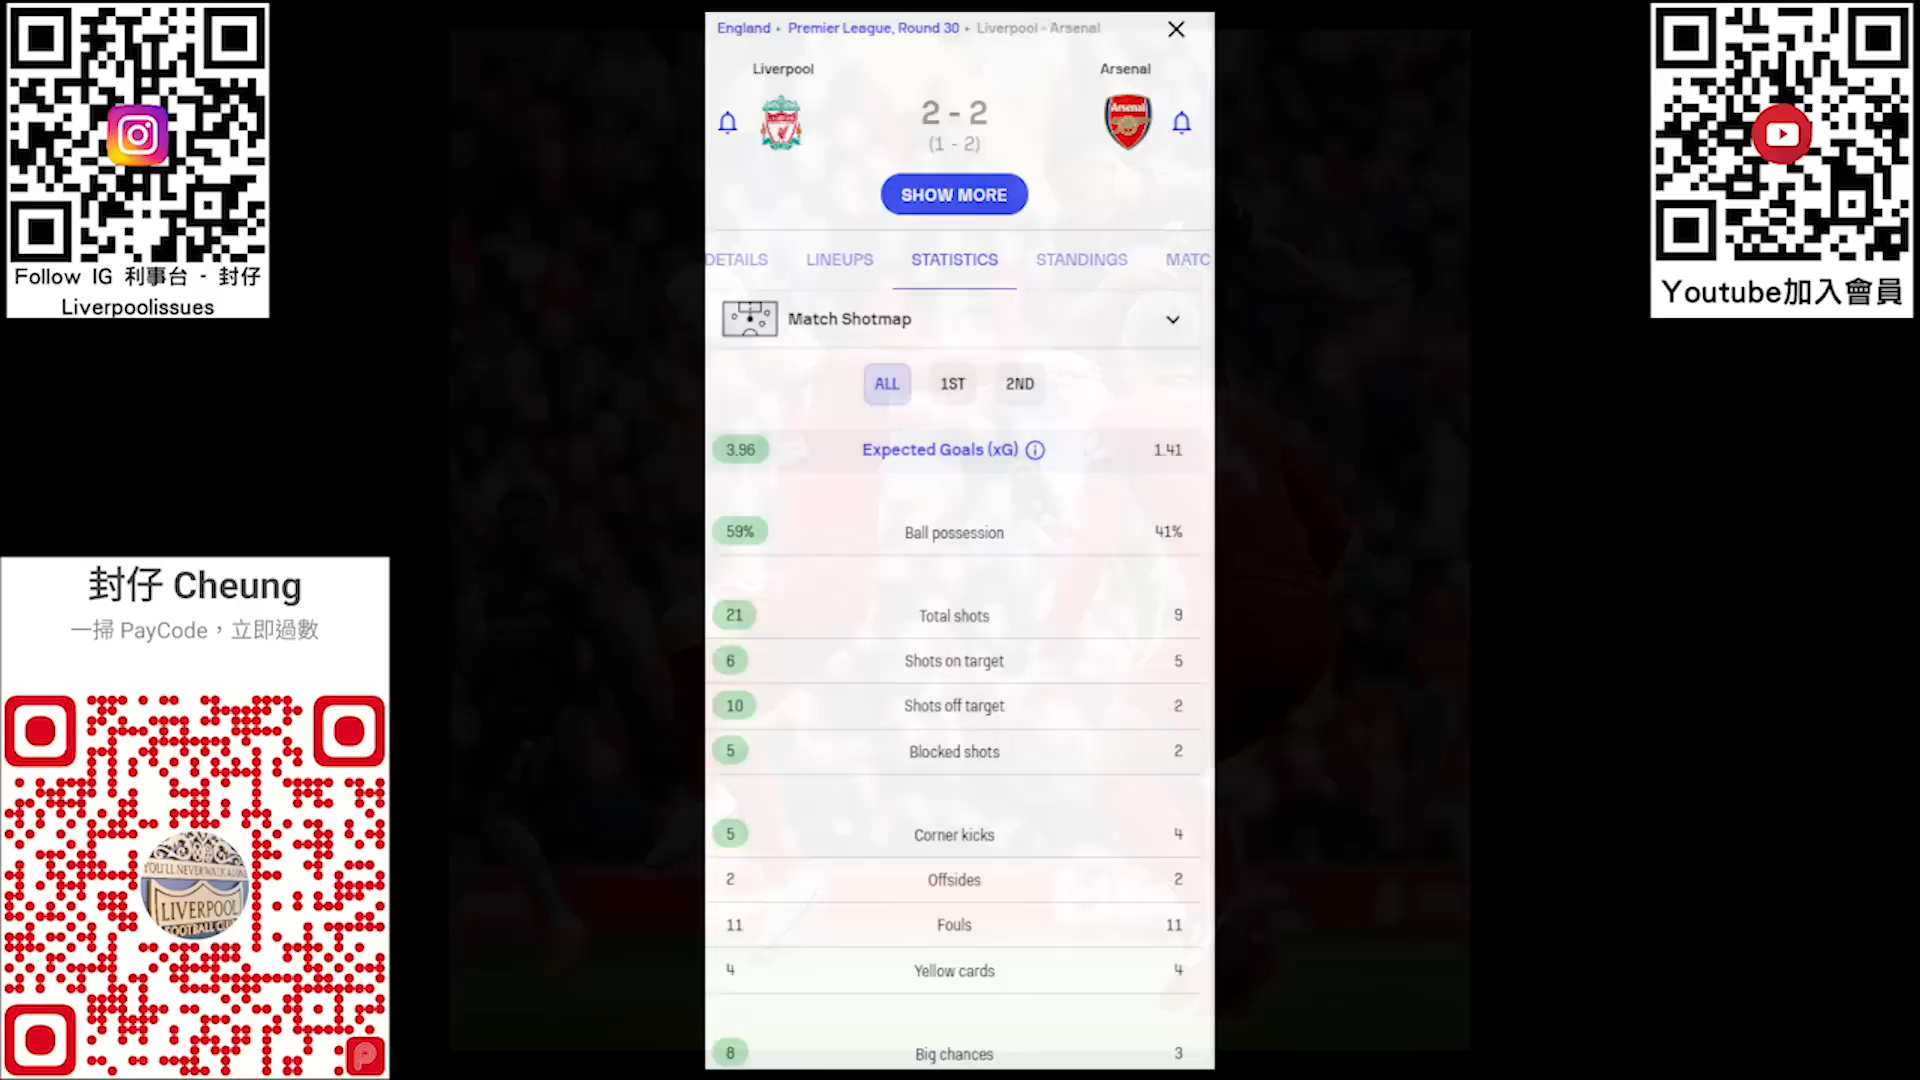 Follow IG 利事台 - 封仔
Liverpoolissues
封仔 Cheung
一掃 PayCode，立即過數
YOU'LL NEVER WALK ALONE
LIVERPOOL
FOOTBALL CLUB
England • Premier League, Round 30 • Liverpool - Arsenal
Liverpool
Arsenal
2 - 2
(1 - 2)
Arsenal
SHOW MORE
DETAILS LINEUPS STATISTICS STANDINGS MATC
Match Shotmap
ALL 1ST 2ND
3.96 Expected Goals (xG) 1.41
59% Ball possession 41%
21 Total shots 9
6 Shots on target 5
10 Shots off target 2
5 Blocked shots 2
5 Corner kicks 4
2 Offsides 2
11 Fouls 11
4 Yellow cards 4
8 Big chances 3
Youtube加入會員